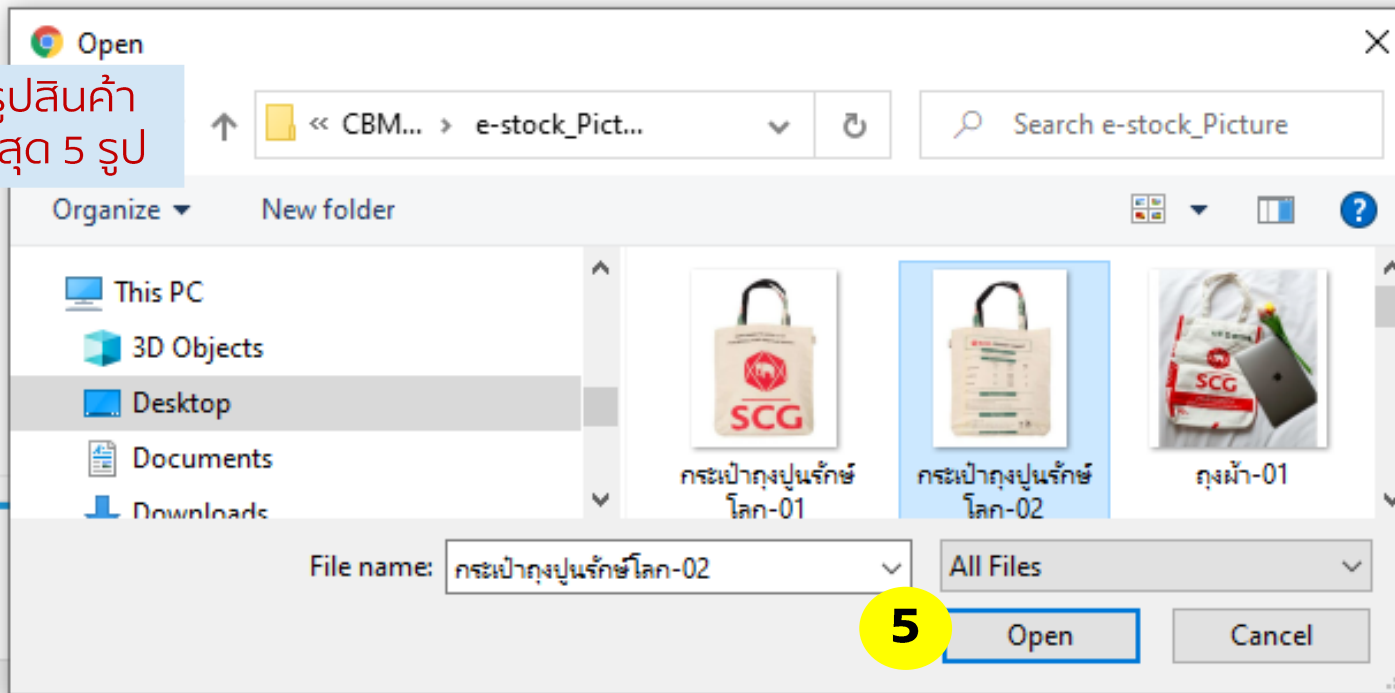 Open
รูปสินค้า
สุด 5 รูป
« CBM... > e-stock_Pict...
Search e-stock_Picture
Organize
New folder
This PC
3D Objects
Desktop
Documents
Downloads
SCG
SCG
กระเป๋าถุงปูนรักษ์
โลก-01
กระเป๋าถุงปูนรักษ์
โลก-02
ถุงผ้า-01
File name:
กระเป๋าถุงปูนรักษ์โลก-02
All Files
5
Open
Cancel